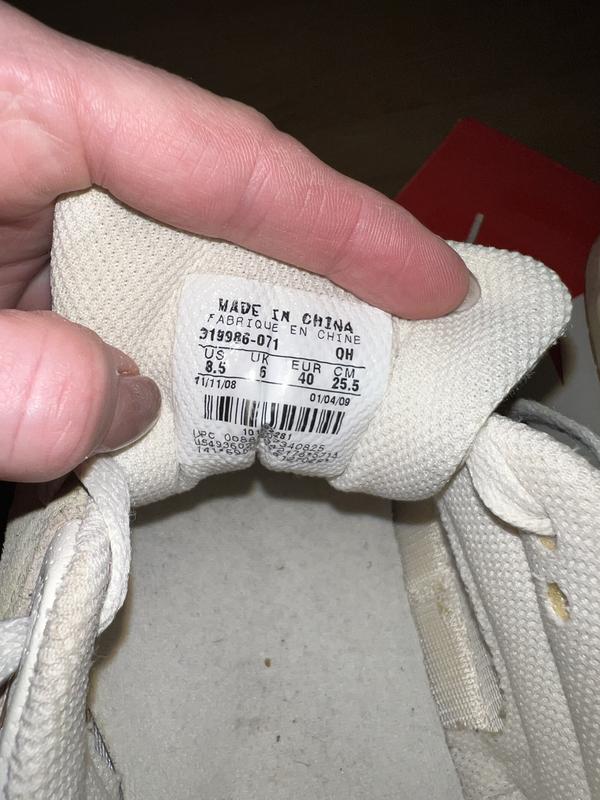 MADE IN CHINA
FABRIQUE EN CHINE
319986-071 QH
US UK EUR CM
8.5 6 40 25.5
11/11/08 01/04/09
UPC